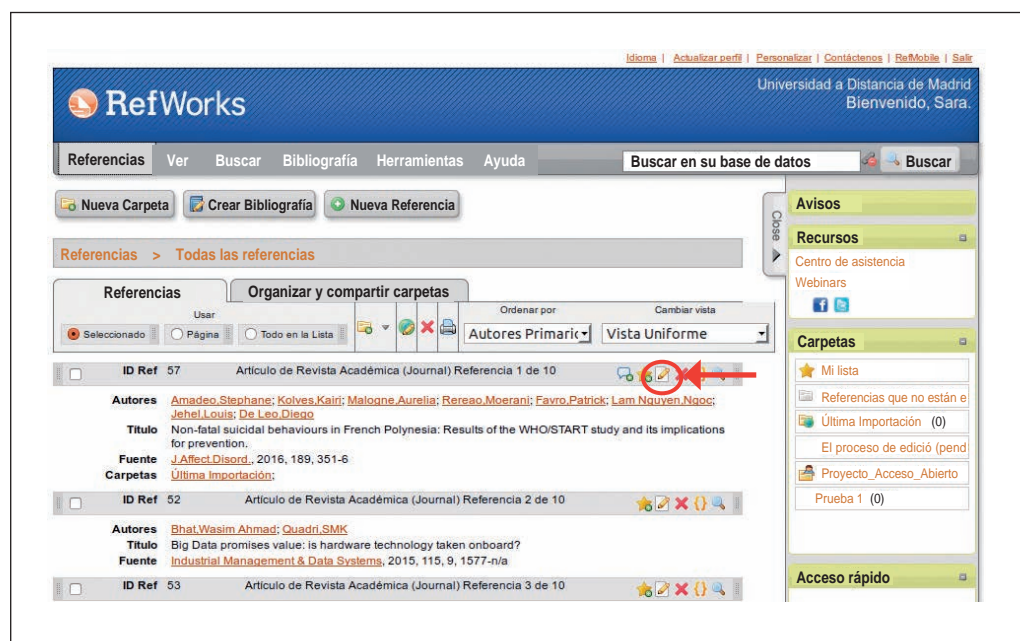 Idioma | Actualizar perfil | Personalizar | Contáctenos | RefMobile | Salir
RefWorks
Universidad a Distancia de Madrid
Bienvenido, Sara.
Referencias Ver Buscar Bibliografía Herramientas Ayuda Buscar en su base de datos Buscar
Nueva Carpeta Crear Bibliografía Nueva Referencia
Close
Referencias > Todas las referencias
Referencias Organizar y compartir carpetas
Usar
Seleccionado Página Todo en la Lista
Ordenar por
Autores Primaric
Cambiar vista
Vista Uniforme
ID Ref 57 Artículo de Revista Académica (Journal) Referencia 1 de 10
Autores Amadeo,Stephane; Kolves,Kairi; Malogne,Aurelia; Rereao,Moerani; Favro,Patrick; Lam Nguyen,Ngoc;
Jehel,Louis; De Leo,Diego
Título Non-fatal suicidal behaviours in French Polynesia: Results of the WHO/START study and its implications
for prevention.
Fuente J.Affect.Disord., 2016, 189, 351-6
Carpetas Última Importación;
ID Ref 52 Artículo de Revista Académica (Journal) Referencia 2 de 10
Autores Bhat,Wasim Ahmad; Quadri,SMK
Título Big Data promises value: is hardware technology taken onboard?
Fuente Industrial Management & Data Systems, 2015, 115, 9, 1577-n/a
ID Ref 53 Artículo de Revista Académica (Journal) Referencia 3 de 10
Avisos
Recursos
Centro de asistencia
Webinars
Carpetas
Mi lista
Referencias que no están e
Última Importación (0)
El proceso de edició (pend
Proyecto_Acceso_Abierto
Prueba 1 (0)
Acceso rápido